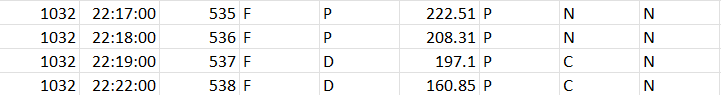 1032 22:17:00 535 F P 222.51 P N N
1032 22:18:00 536 F P 208.31 P N N
1032 22:19:00 537 F D 197.1 P C N
1032 22:22:00 538 F D 160.85 P C N